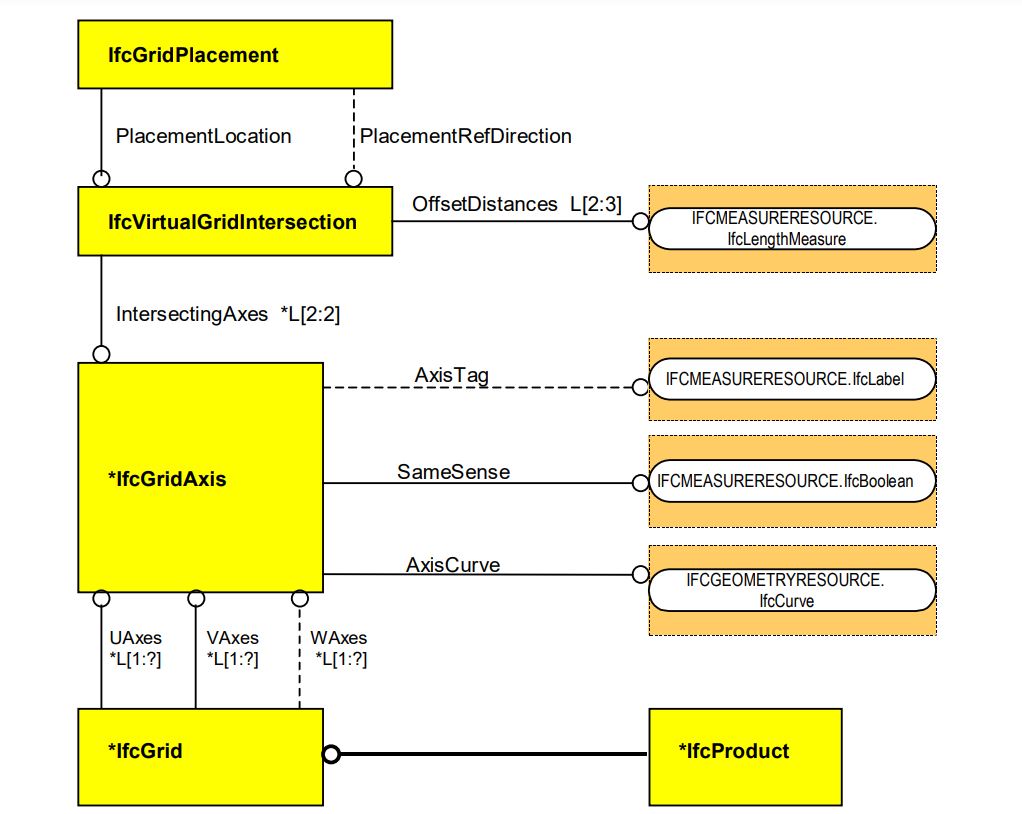 IfcGridPlacement
PlacementLocation
PlacementRefDirection
IfcVirtualGridIntersection
OffsetDistances L[2:3]
IFCMEASURERESOURCE.
IfcLengthMeasure
IntersectingAxes *L[2:2]
AxisTag
IFCMEASURERESOURCE.IfcLabel
*IfcGridAxis
SameSense
IFCMEASURERESOURCE.IfcBoolean
AxisCurve
IFCGEOMETRYRESOURCE.
IfcCurve
UAxes
*L[1:?]
VAxes
*L[1:?]
WAxes
*L[1:?]
*IfcGrid
*IfcProduct